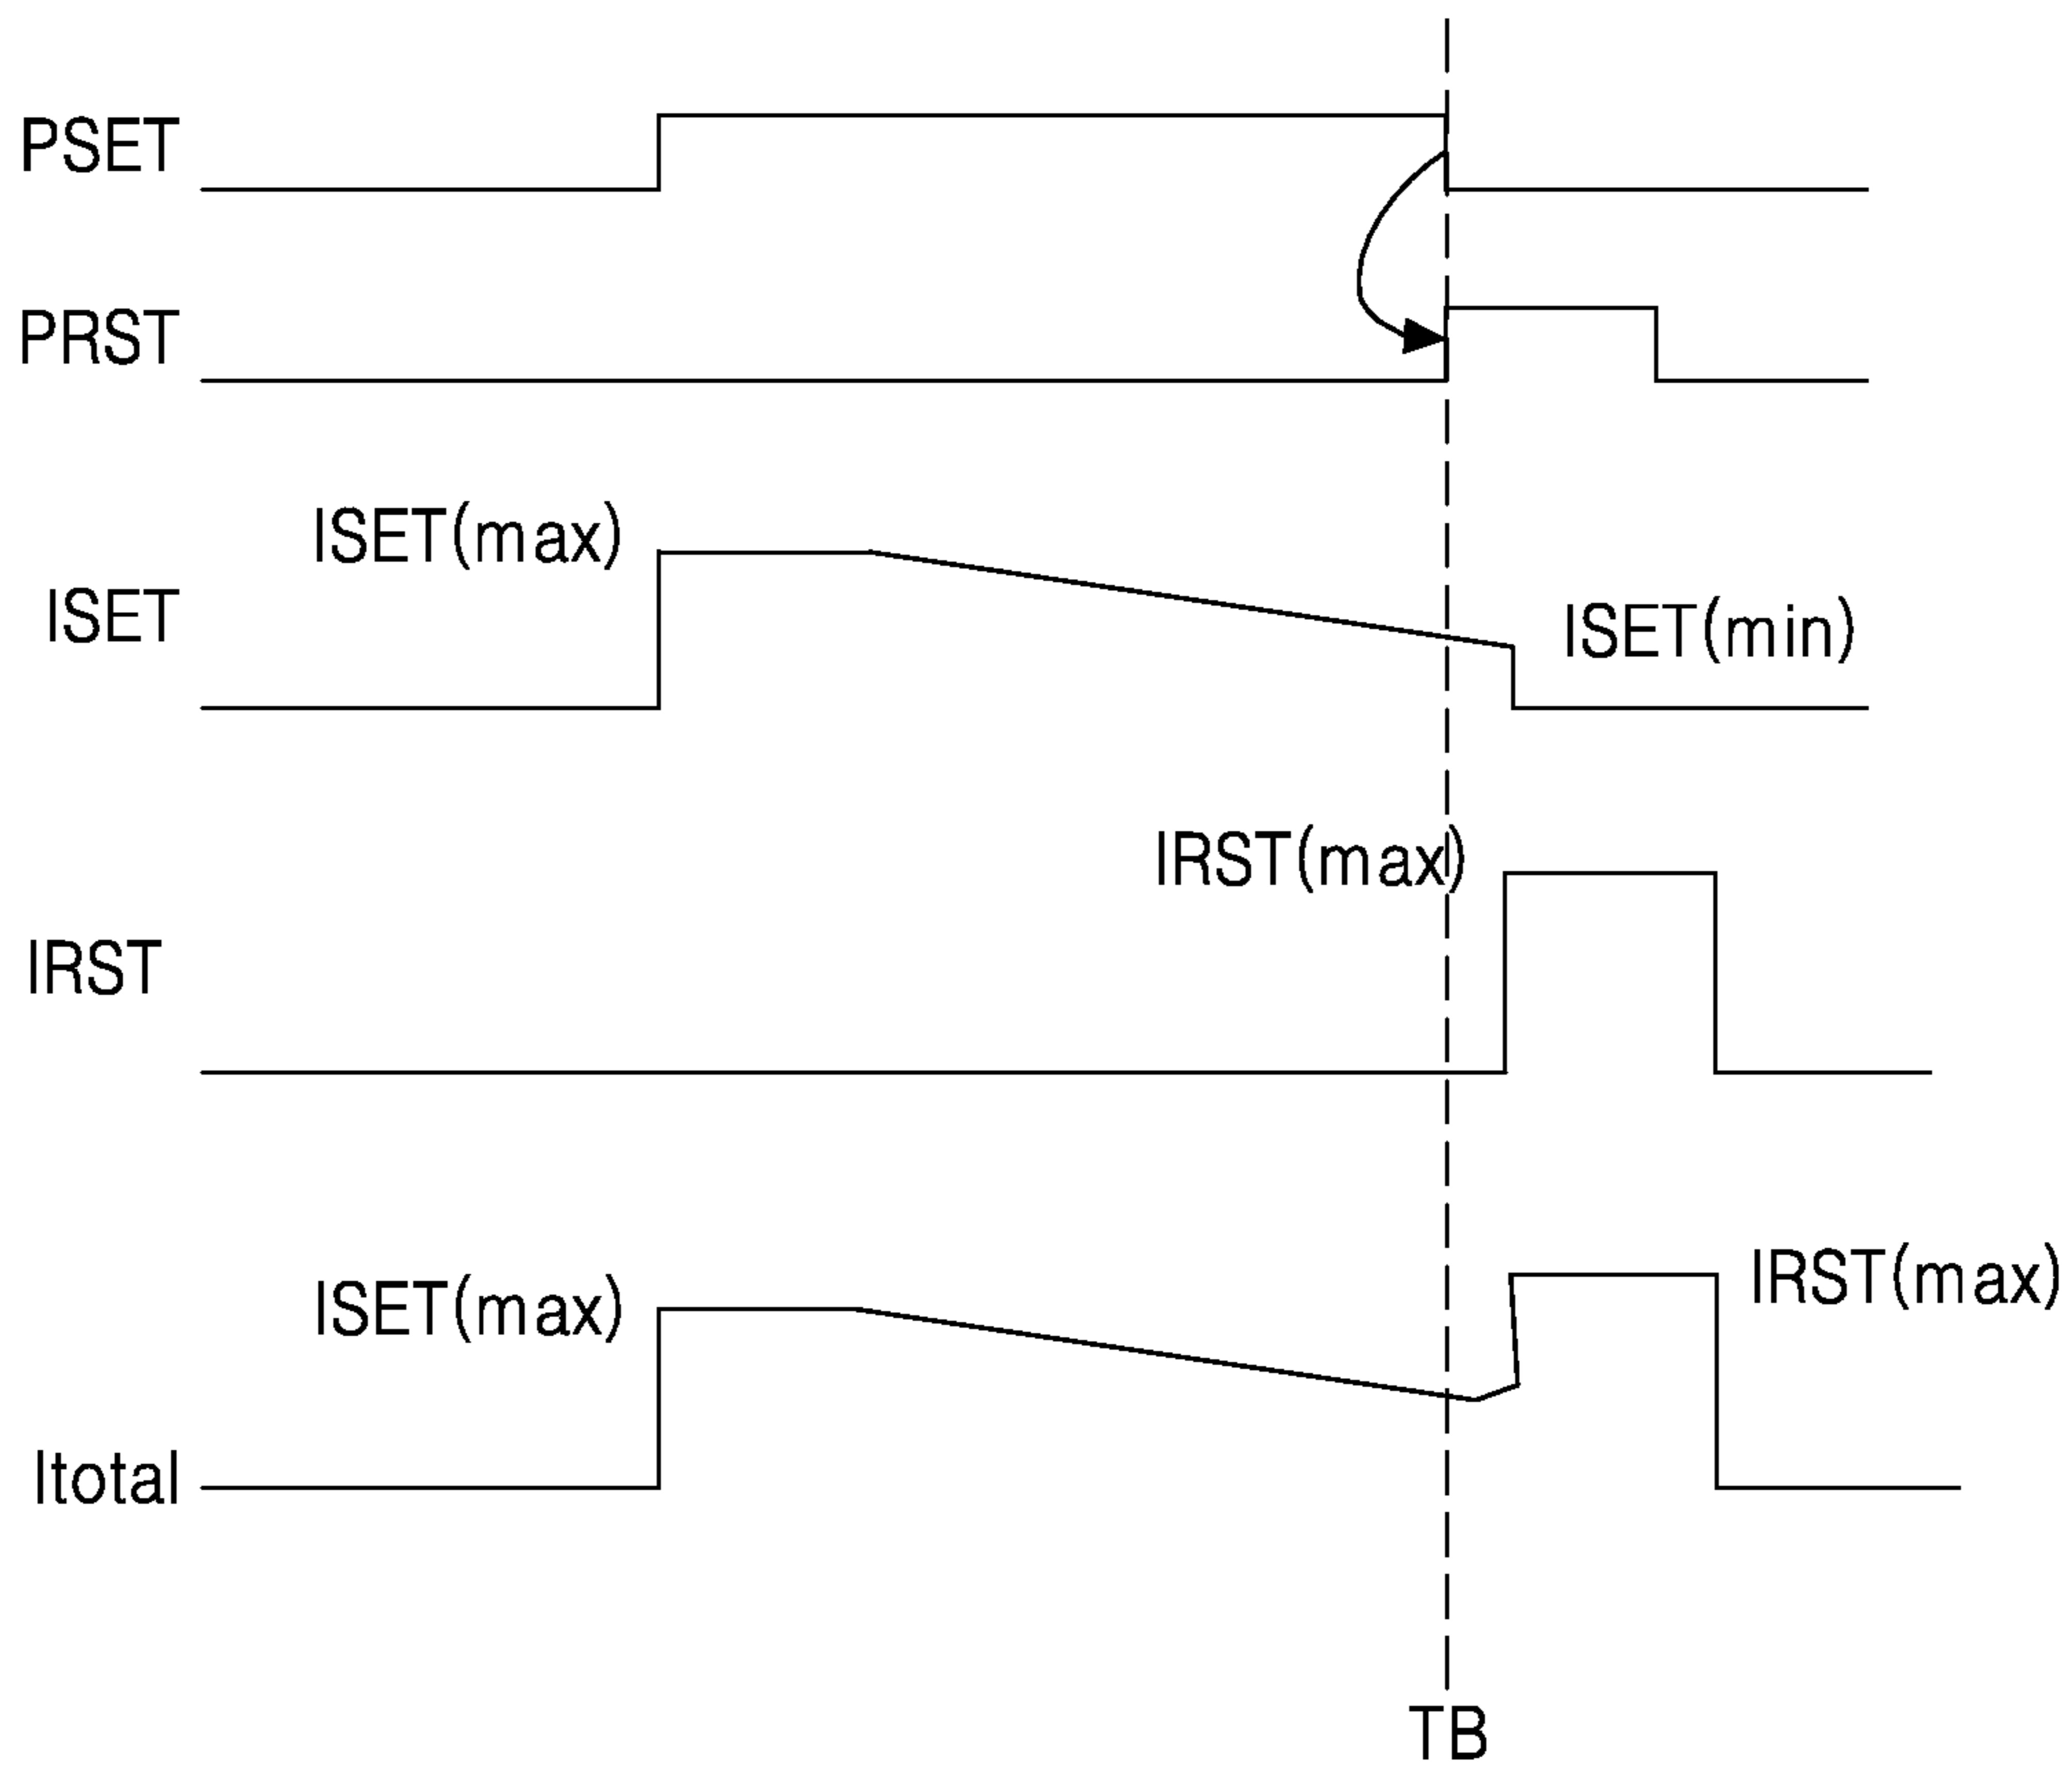 PSET
PRST
ISET(max)
ISET
ISET(min)
IRST(max)
IRST
IRST(max)
ISET(max)
Itotal
TB